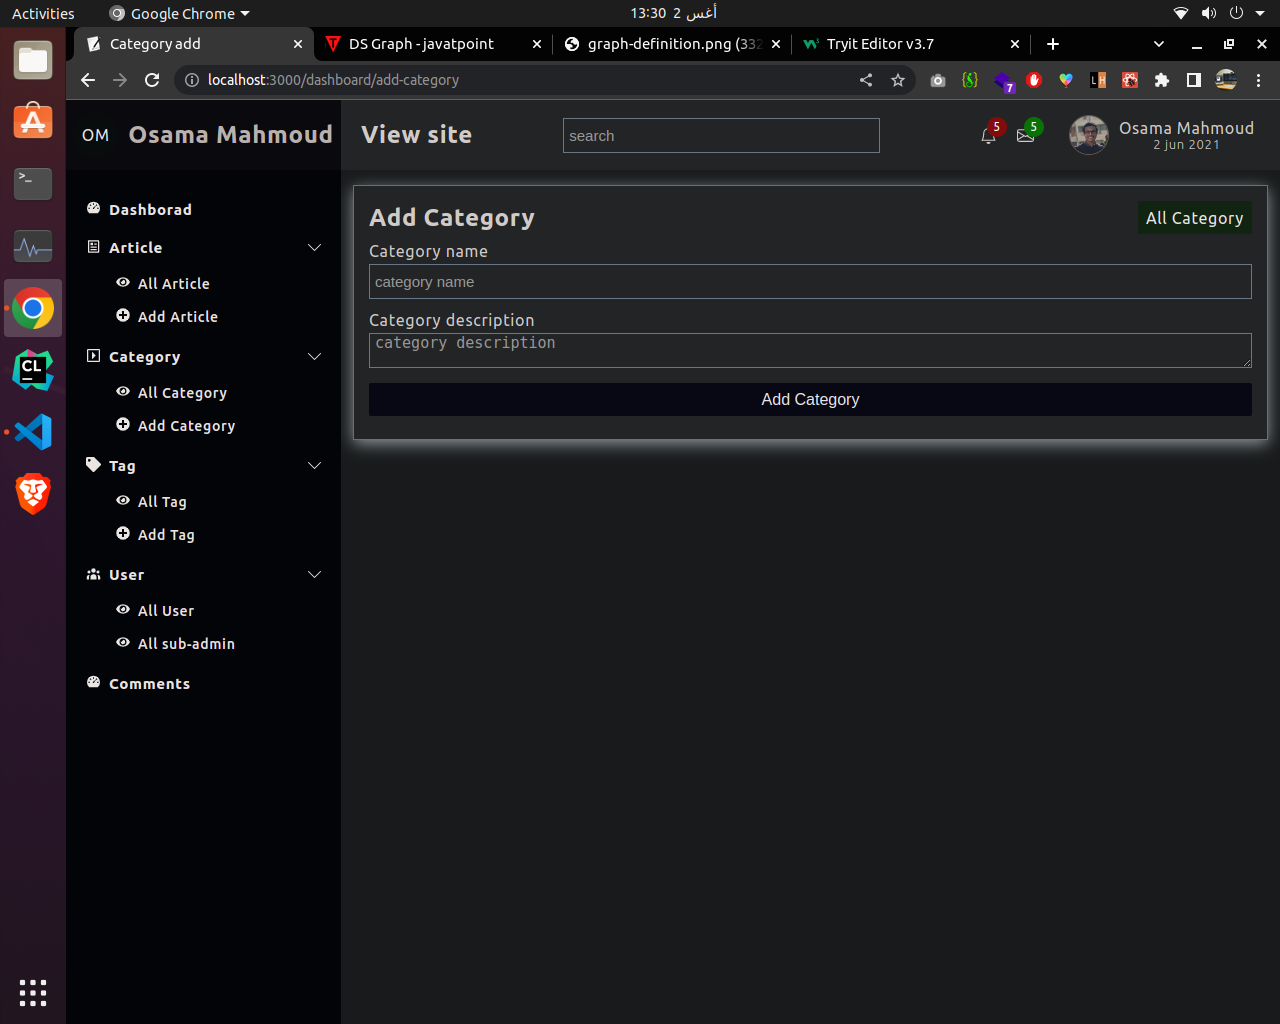 Activities
Google Chrome
13:30 2 أغس
Category add
DS Graph - javatpoint
graph-definition.png (332
Tryit Editor v3.7
localhost:3000/dashboard/add-category
7
L H
OM
Osama Mahmoud
View site
search
5
5
Osama Mahmoud
2 jun 2021
Dashborad
Article
All Article
Add Article
Category
All Category
Add Category
Tag
All Tag
Add Tag
User
All User
All sub-admin
Comments
Add Category
All Category
Category name
category name
Category description
category description
Add Category
CL